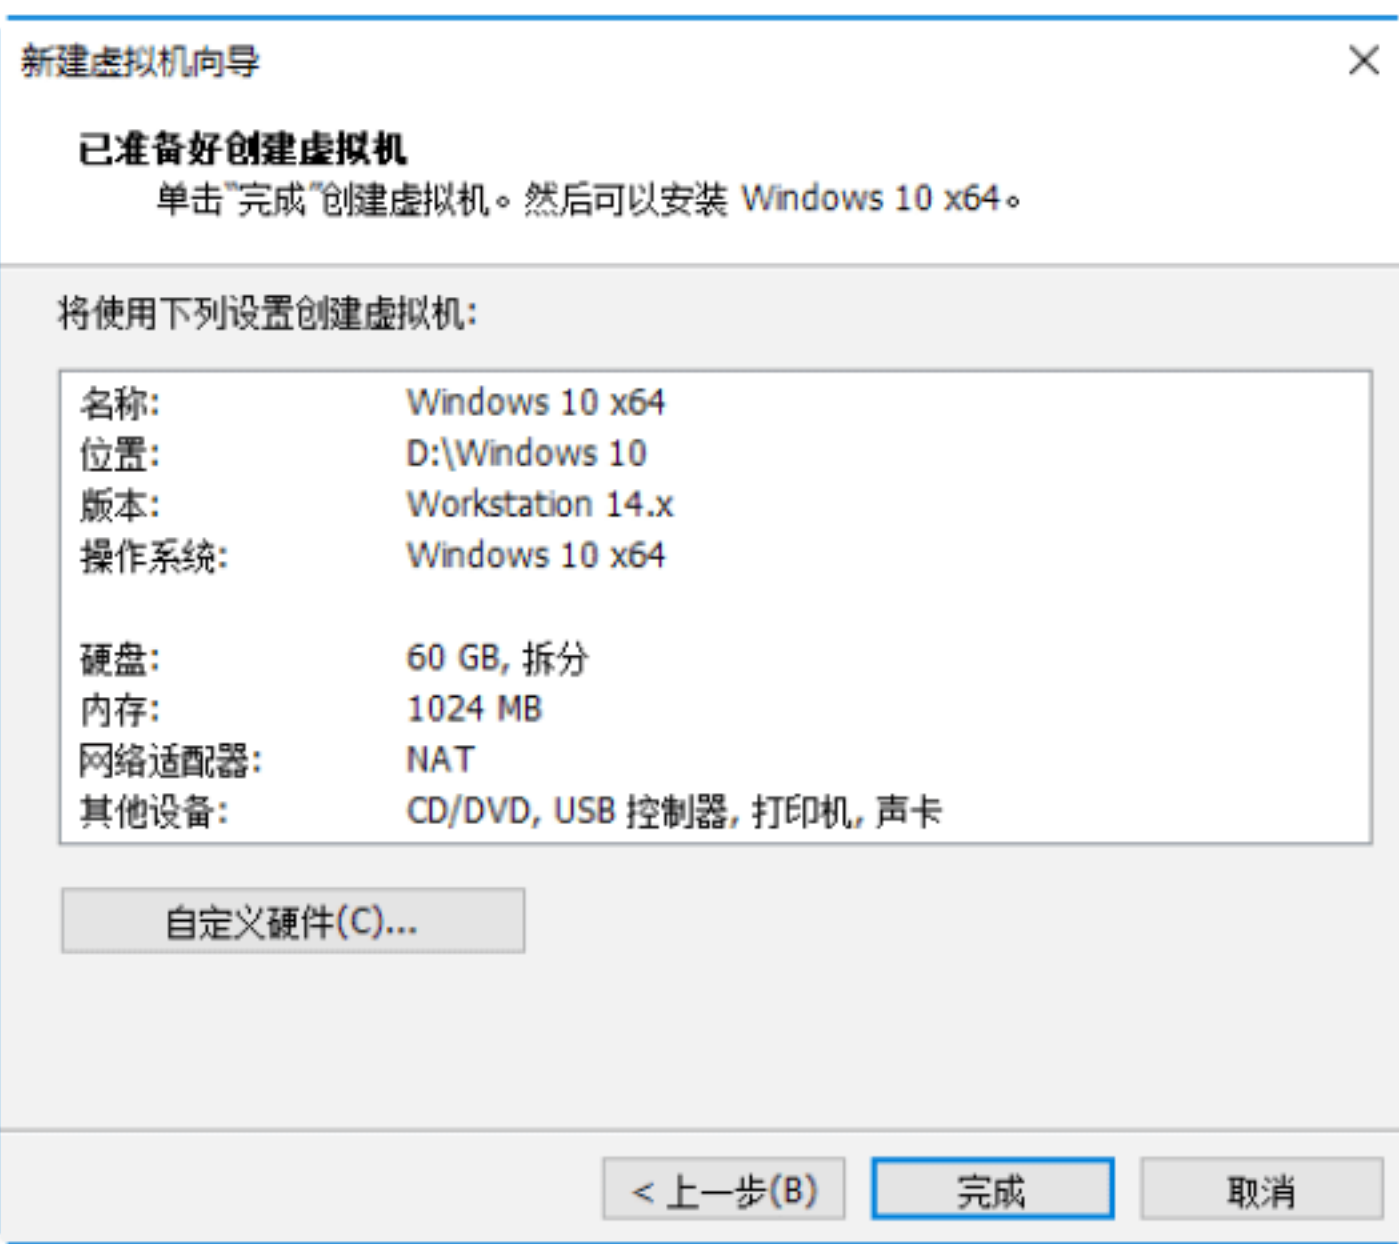 新建虚拟机向导
已准备好创建虚拟机
单击“完成”创建虚拟机。然后可以安装 Windows 10 x64。
将使用下列设置创建虚拟机:
名称: Windows 10 x64
位置: D:\Windows 10
版本: Workstation 14.x
操作系统: Windows 10 x64
硬盘: 60 GB, 拆分
内存: 1024 MB
网络适配器: NAT
其他设备: CD/DVD, USB 控制器, 打印机, 声卡
自定义硬件(C)...
< 上一步(B) 完成 取消